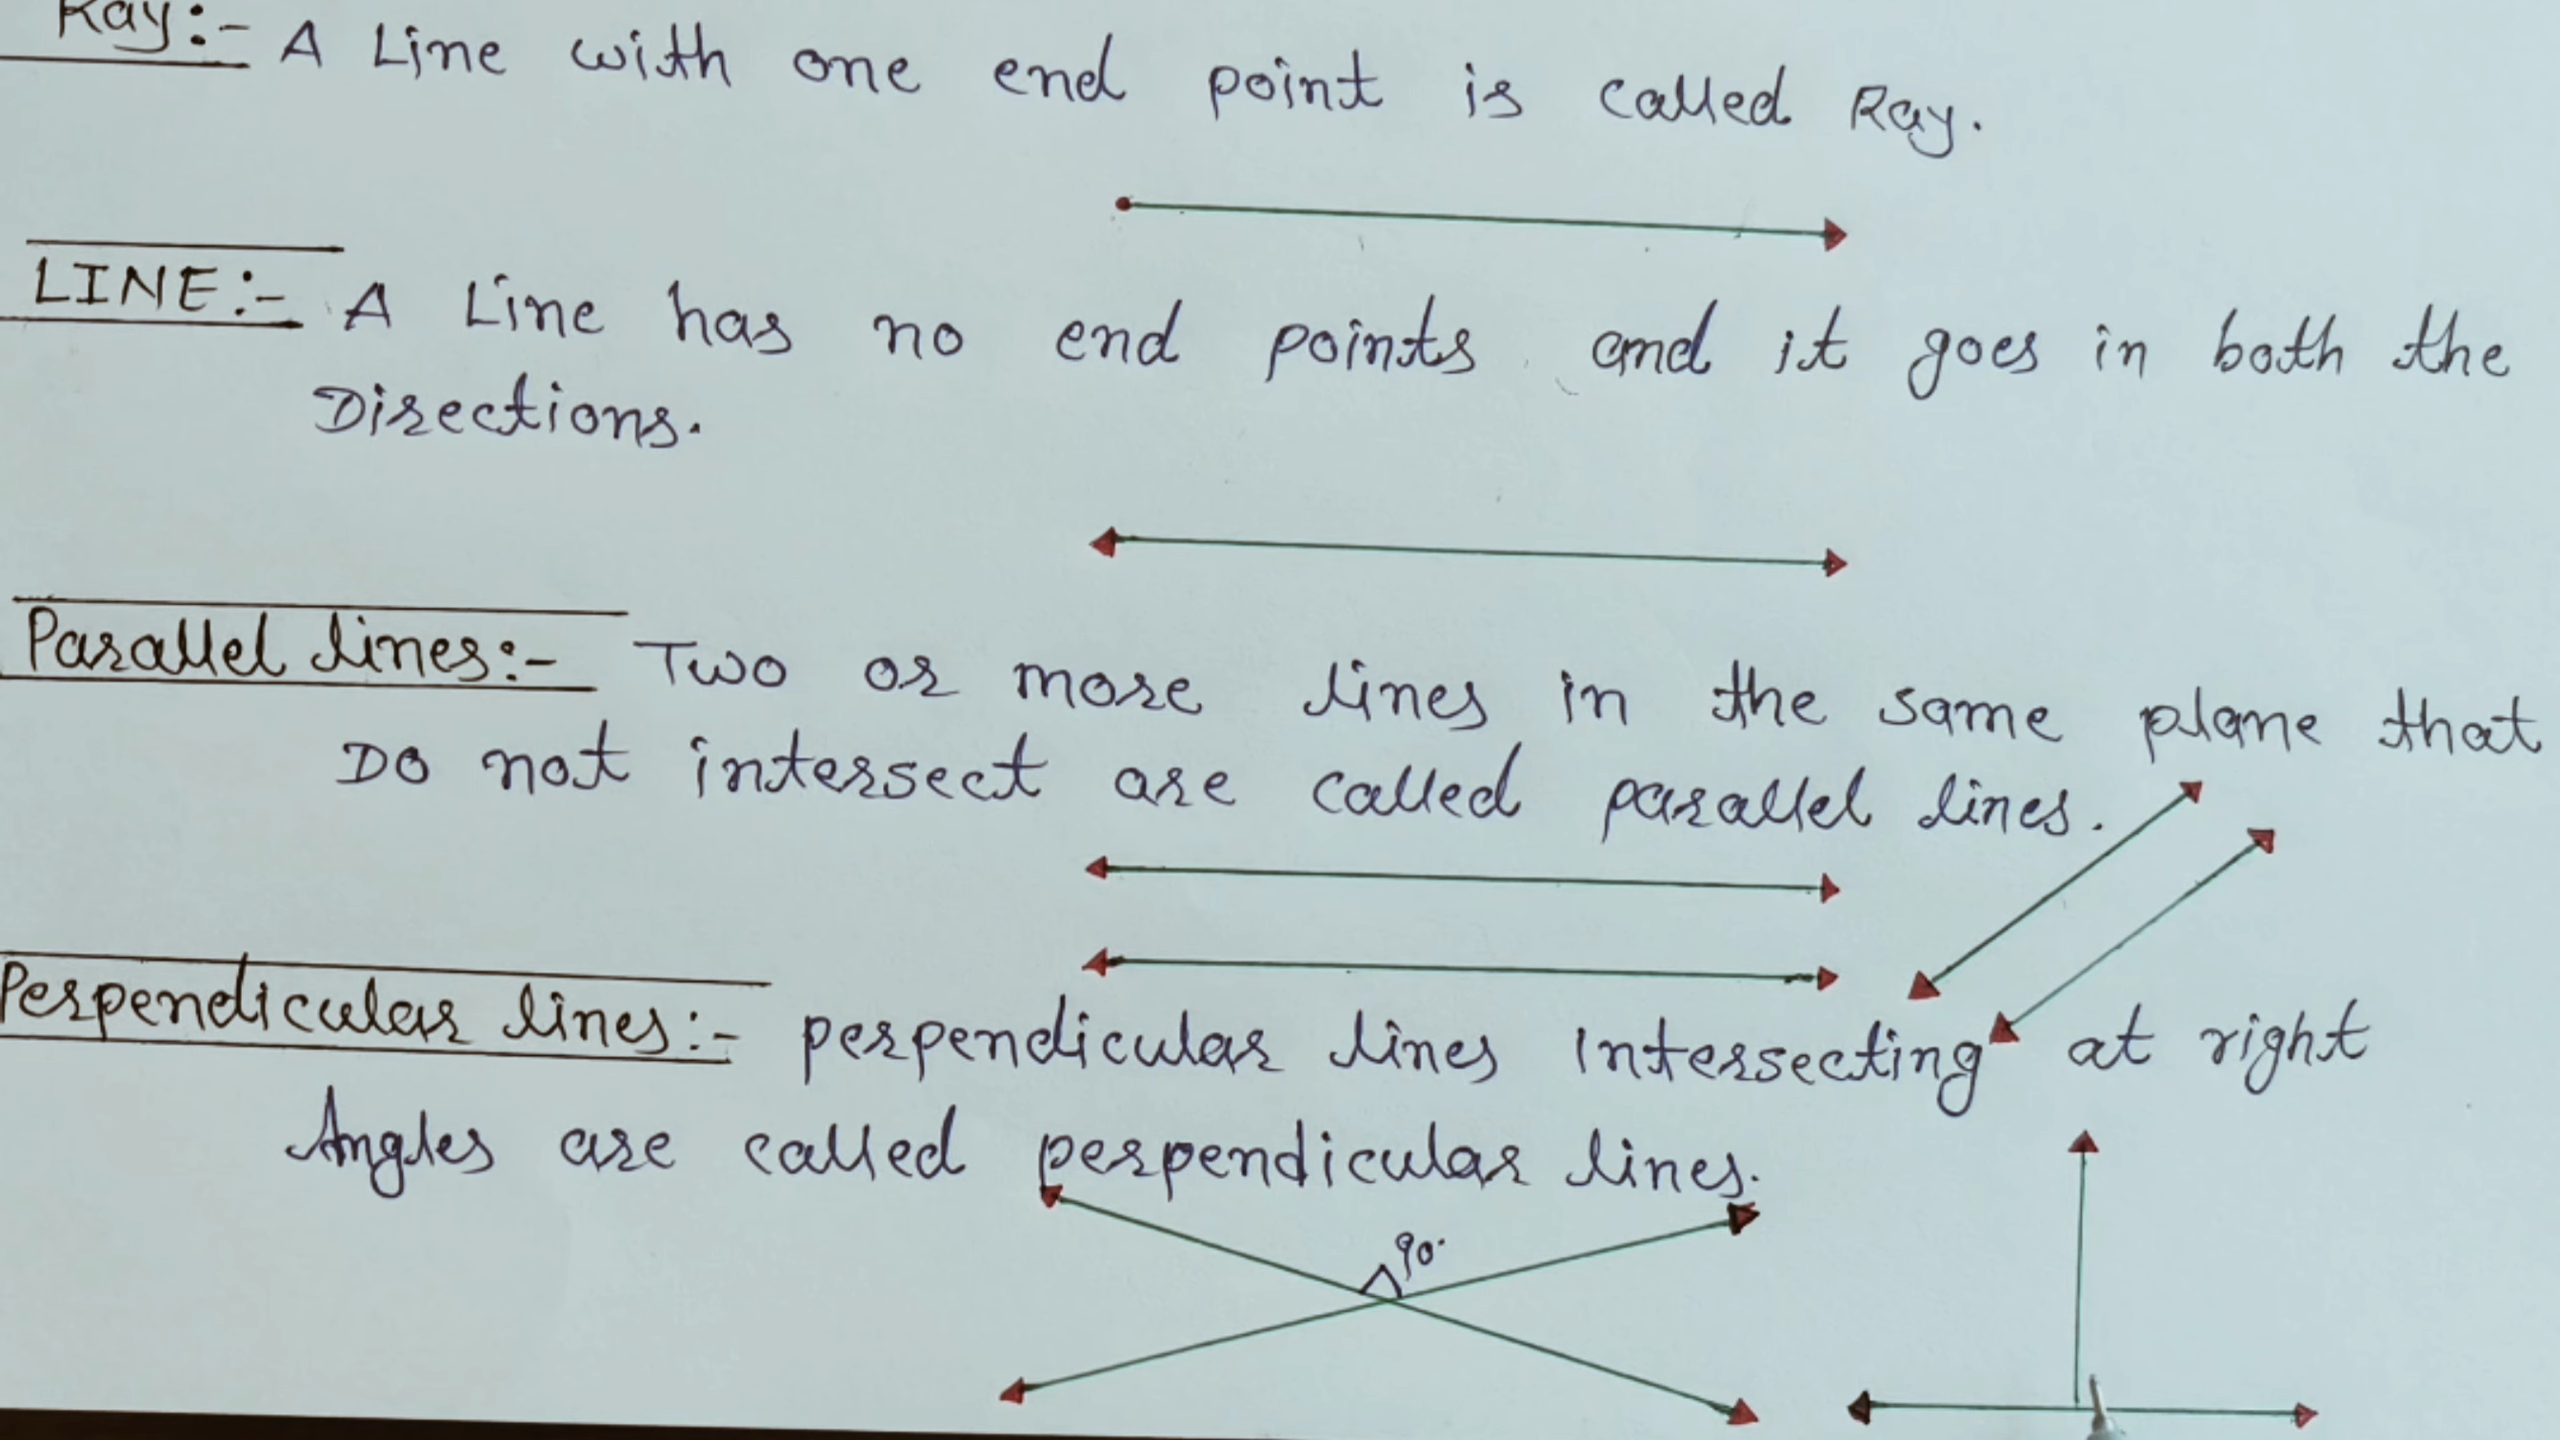 Ray:- A Line with one end point is called Ray.
LINE:- A Line has no end points and it goes in both the
Directions.
Parallel lines:- Two or more lines in the same plane that
Do not intersect are called parallel lines.
Perpendicular lines:- perpendicular lines Intersecting at right
Angles are called perpendicular lines.
90°